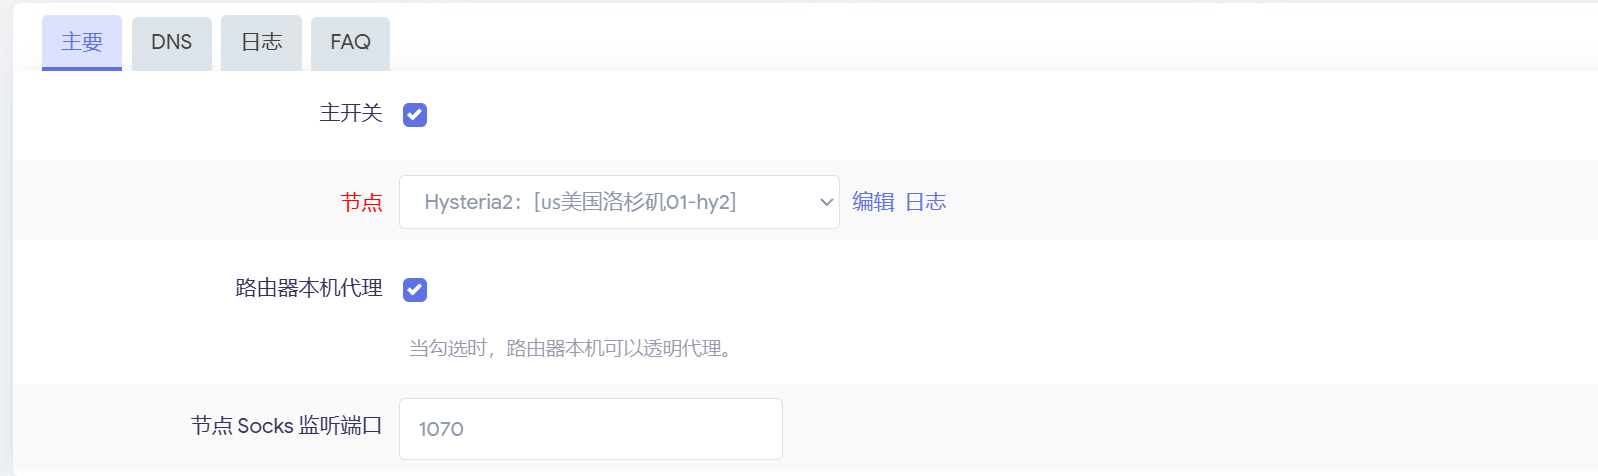 主要 DNS 日志 FAQ
主开关
节点 Hysteria2：[us美国洛杉矶01-hy2] 编辑 日志
路由器本机代理
当勾选时，路由器本机可以透明代理。
节点 Socks 监听端口 1070